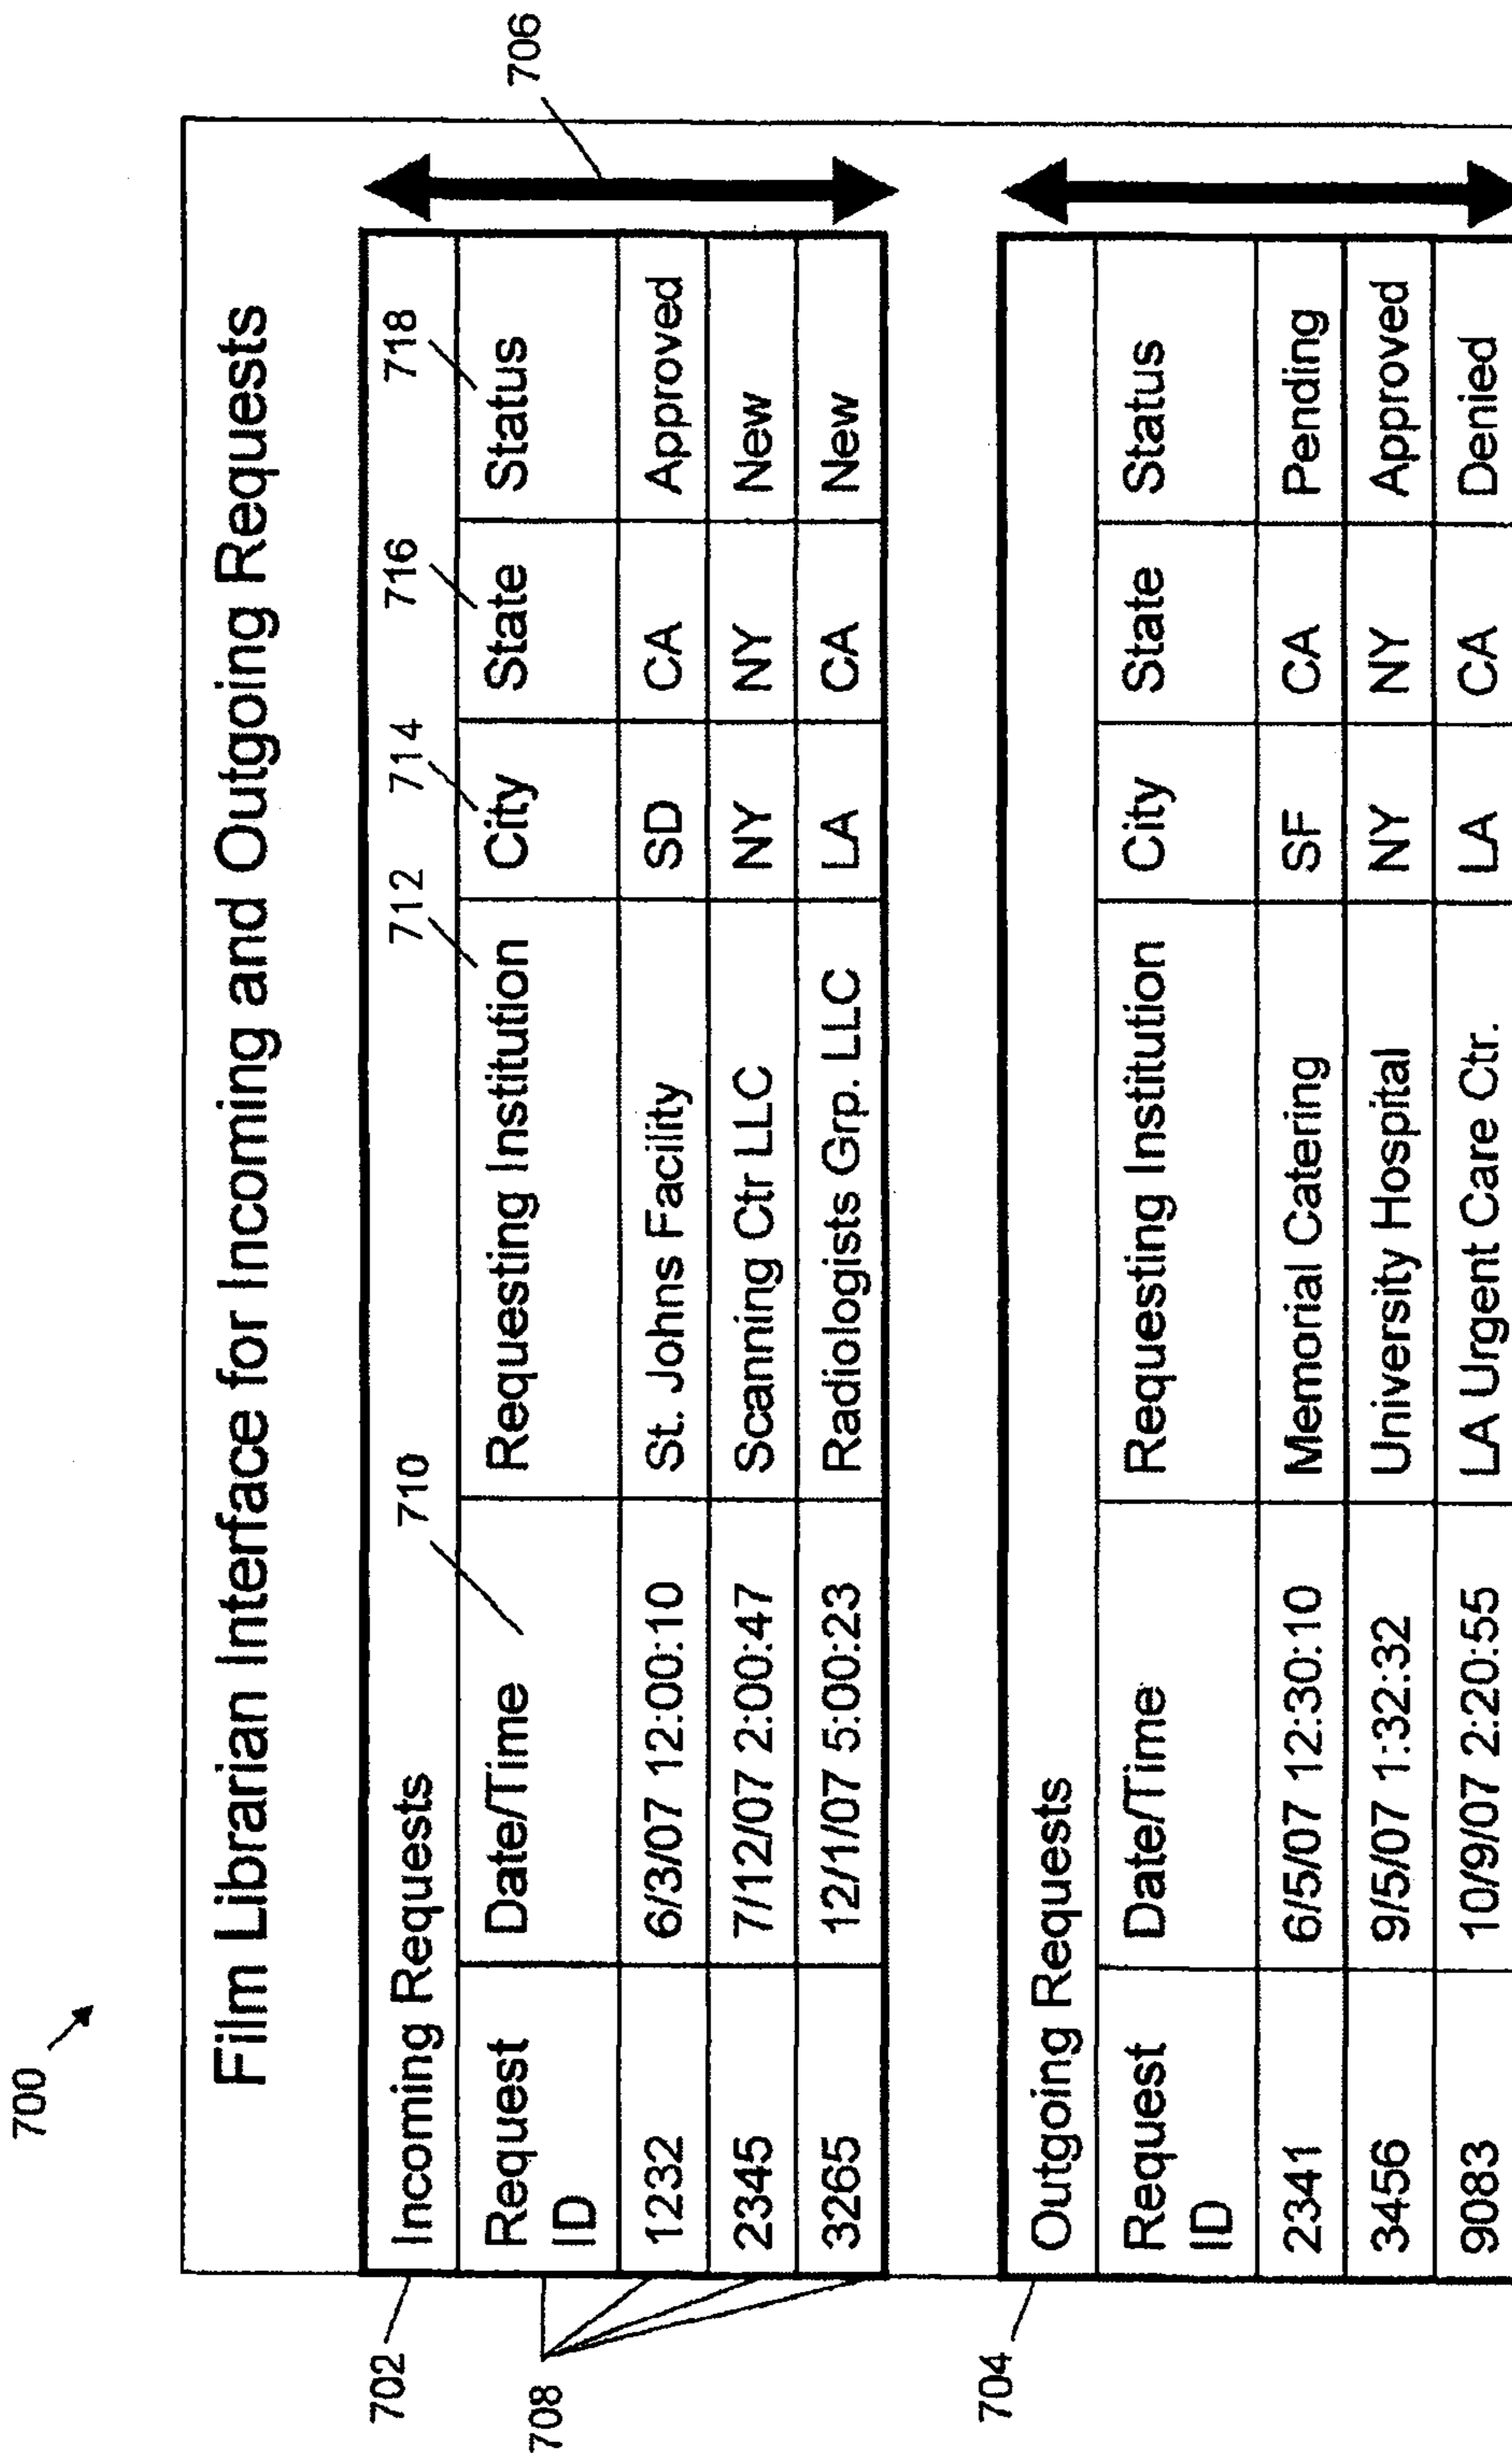 700
Film Librarian Interface for Incoming and Outgoing Requests
706
702
Incoming Requests
710
712
714
716
718
708
Request ID Date/Time Requesting Institution City State Status
1232 6/3/07 12:00:10 St. Johns Facility SD CA Approved
2345 7/12/07 2:00:47 Scanning Ctr LLC NY NY New
3265 12/1/07 5:00:23 Radiologists Grp. LLC LA CA New
704
Outgoing Requests
Request ID Date/Time Requesting Institution City State Status
2341 6/5/07 12:30:10 Memorial Catering SF CA Pending
3456 9/5/07 1:32:32 University Hospital NY NY Approved
9083 10/9/07 2:20:55 LA Urgent Care Ctr. LA CA Denied